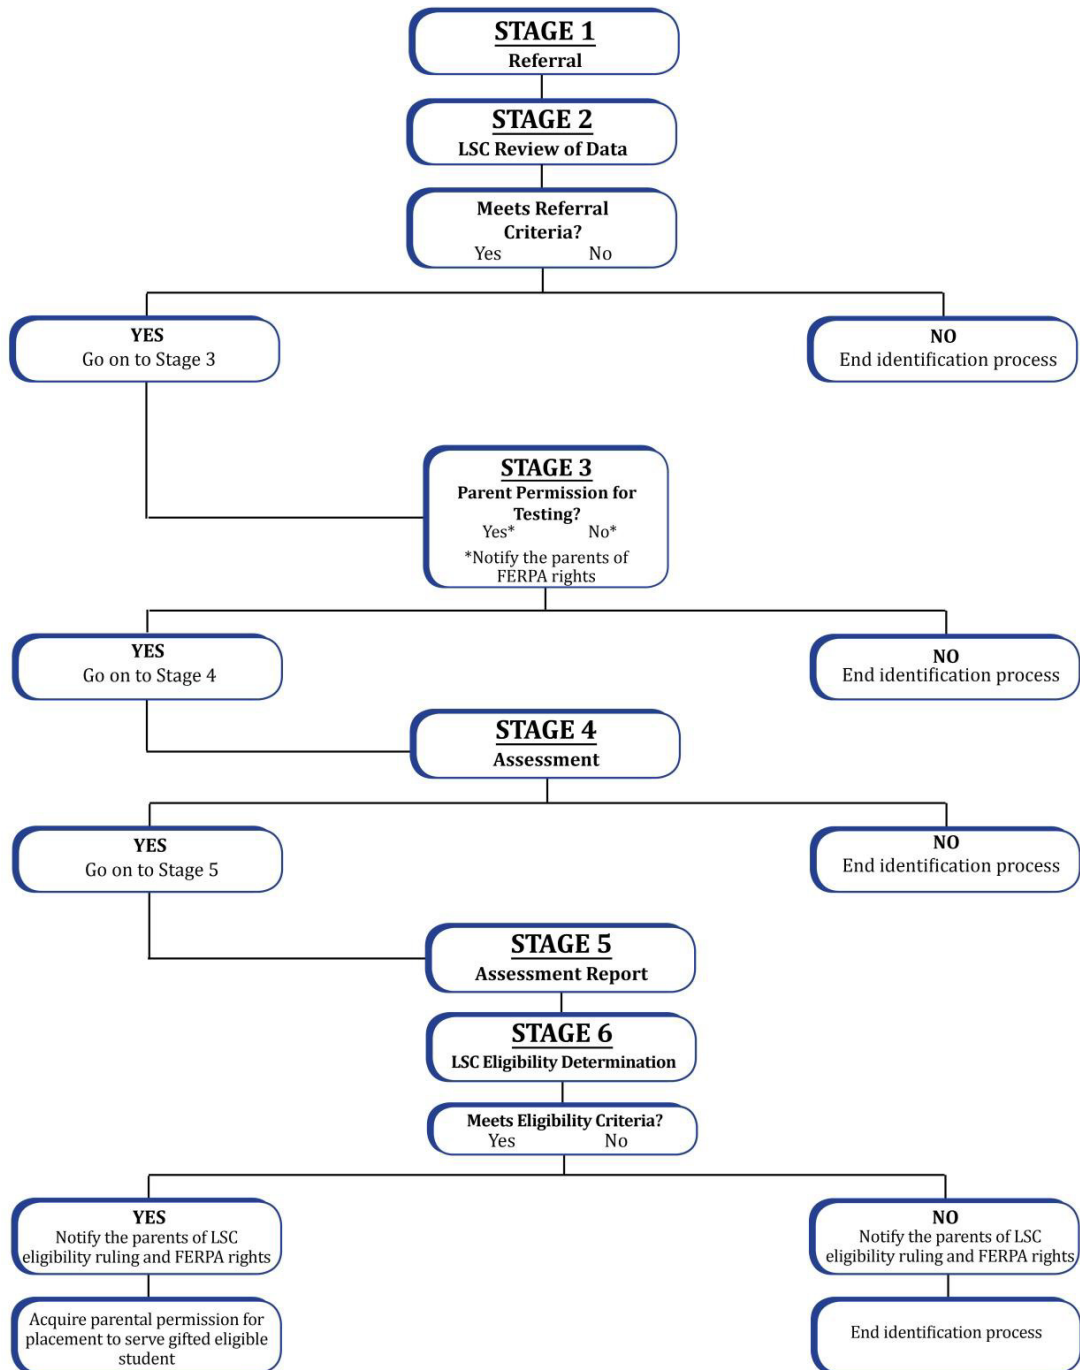 STAGE 1
Referral
STAGE 2
LSC Review of Data
Meets Referral
Criteria?
Yes No
YES
Go on to Stage 3
NO
End identification process
STAGE 3
Parent Permission for
Testing?
Yes* No*
*Notify the parents of
FERPA rights
YES
Go on to Stage 4
NO
End identification process
STAGE 4
Assessment
YES
Go on to Stage 5
NO
End identification process
STAGE 5
Assessment Report
STAGE 6
LSC Eligibility Determination
Meets Eligibility Criteria?
Yes No
YES
Notify the parents of LSC
eligibility ruling and FERPA rights
NO
Notify the parents of LSC
eligibility ruling and FERPA rights
Acquire parental permission for
placement to serve gifted eligible
student
End identification process